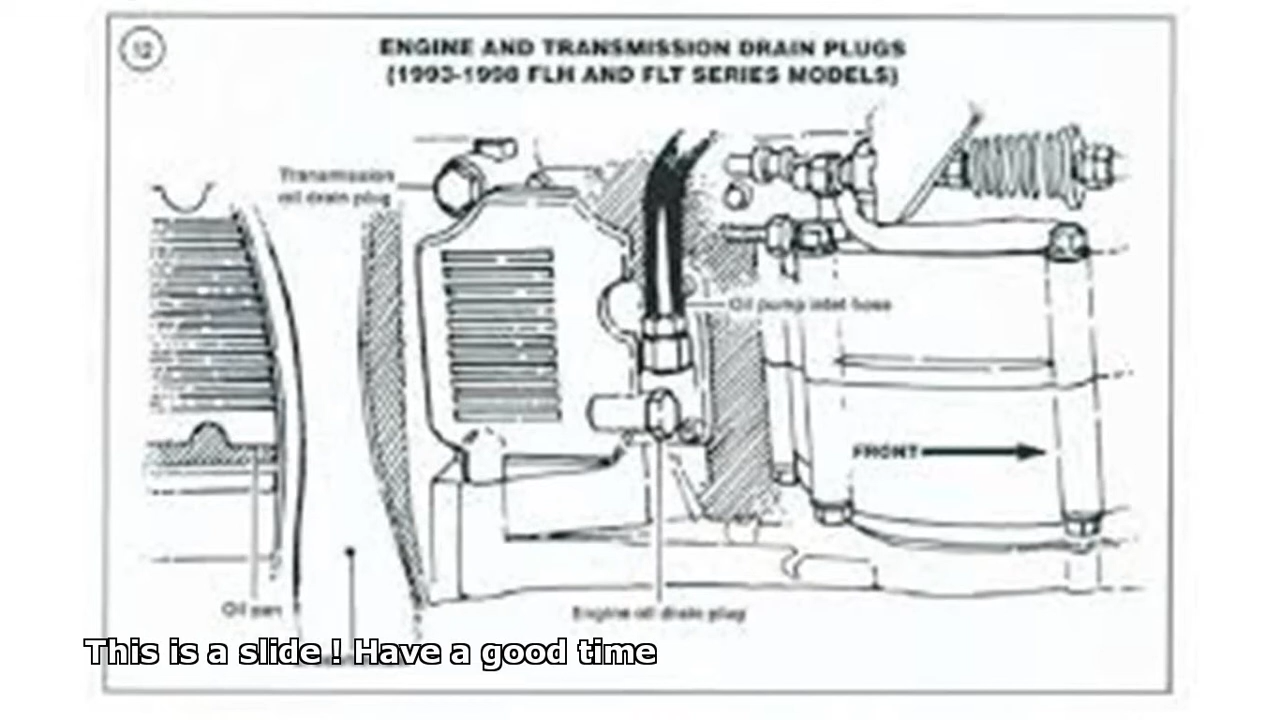 12
ENGINE AND TRANSMISSION DRAIN PLUGS
(1993-1998 FLH AND FLT SERIES MODELS)
Transmission
oil drain plug
Oil pump inlet hose
FRONT
Oil pan
Engine oil drain plug
This is a slide ! Have a good time